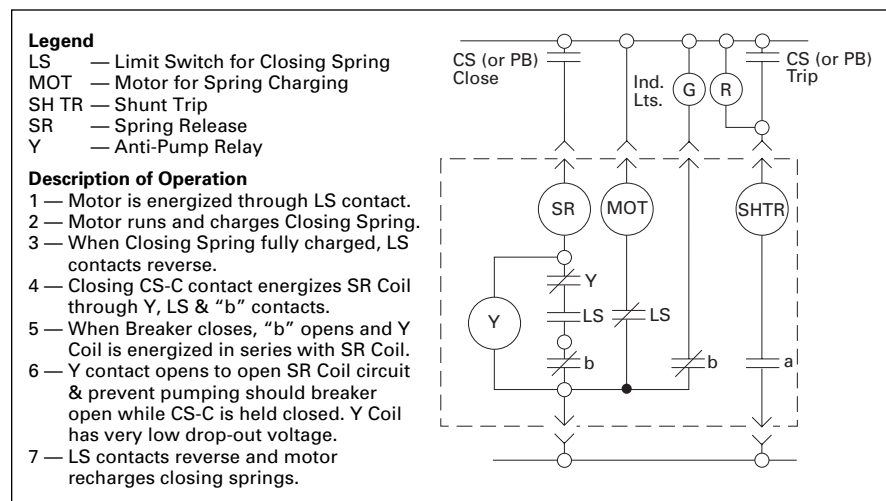 Legend
LS — Limit Switch for Closing Spring
MOT — Motor for Spring Charging
SH TR — Shunt Trip
SR — Spring Release
Y — Anti-Pump Relay
Description of Operation
1 — Motor is energized through LS contact.
2 — Motor runs and charges Closing Spring.
3 — When Closing Spring fully charged, LS
contacts reverse.
4 — Closing CS-C contact energizes SR Coil
through Y, LS & “b” contacts.
5 — When Breaker closes, “b” opens and Y
Coil is energized in series with SR Coil.
6 — Y contact opens to open SR Coil circuit
& prevent pumping should breaker
open while CS-C is held closed. Y Coil
has very low drop-out voltage.
7 — LS contacts reverse and motor
recharges closing springs.
CS (or PB)
Close
Ind.
Lts.
G
R
CS (or PB)
Trip
SR
MOT
SHTR
Y
Y
LS
LS
b
b
a